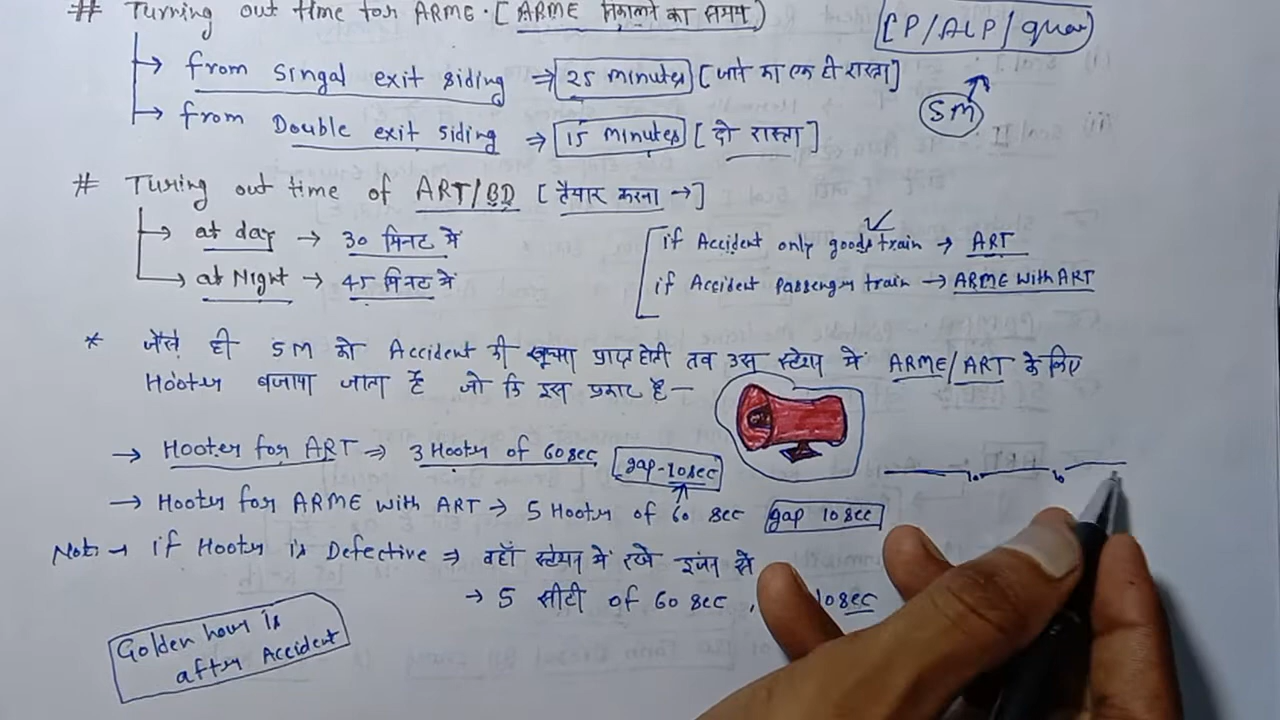 # Turning out time for ARME. [ARME निकालने का समय)
[LP/ALP/guard)
→ from singal exit siding ⇒ 25 minutes [जाने का एक ही रास्ता]
SM
→ from Double exit siding ⇒ 15 minutes [दो रास्ता]
# Turing out time of ART/BD [तैयार करना →]
→ at day → 30 मिनट में
→ at Night → 45 मिनट में
if Accident only goods train → ART
if Accident Passenger train → ARME with ART
* जैसे ही SM को Accident की सूचना प्राप्त होती तब उस स्टेशन में ARME/ART के लिए
Hooter बजाया जाता है जो कि इस प्रकार है –
→ Hooter for ART ⇒ 3 Hooter of 60 sec gap-10sec
→ Hooter for ARME with ART → 5 Hooter of 60 sec gap 10sec
Note → if Hooter is Defective ⇒ वहाँ स्टेशन में रखे इंजन से
→ 5 सीटी of 60 sec, 10sec
Golden hour is
after Accident